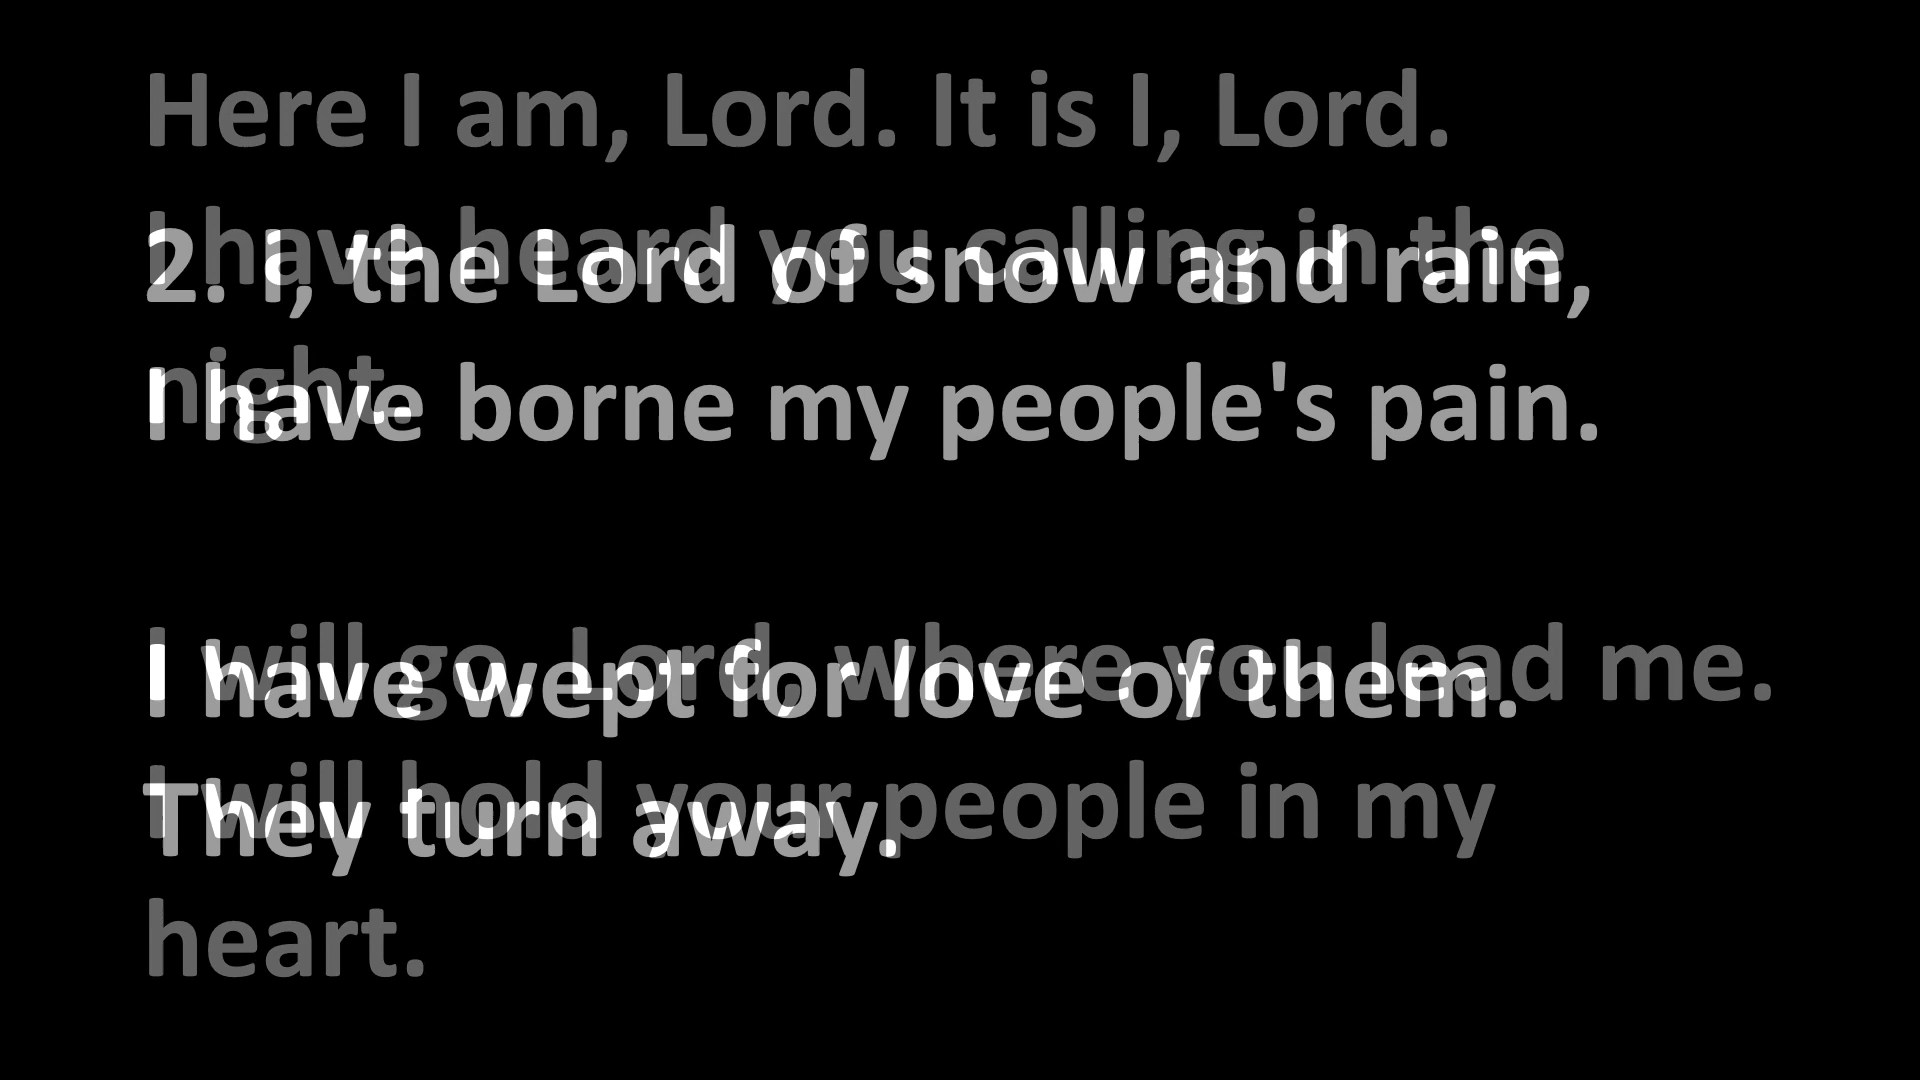 Here I am, Lord. It is I, Lord.
I have heard you calling in the
2. I, the Lord of snow and rain,
night.
I have borne my people's pain.
I will go, Lord, where you lead me.
I have wept for love of them.
I will hold your people in my
They turn away.
heart.